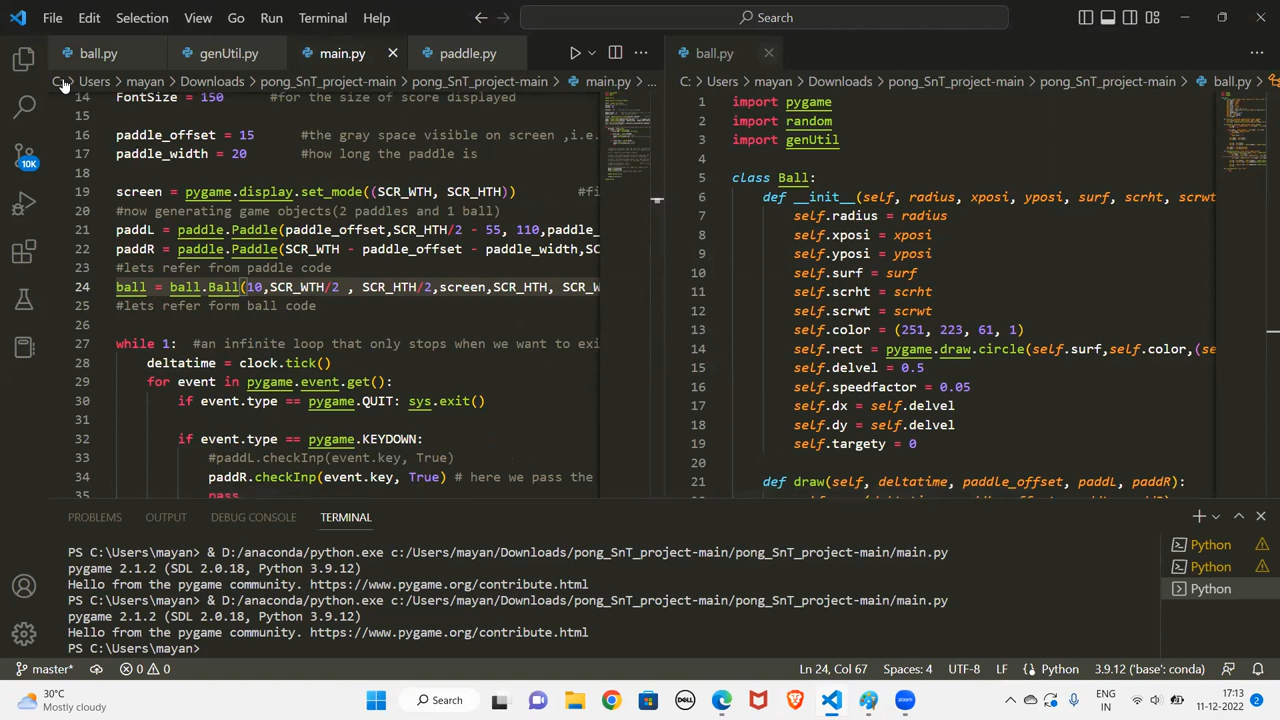 File Edit Selection View Go Run Terminal Help Search
ball.py genUtil.py main.py paddle.py ball.py
C: > Users > mayan > Downloads > pong_SnT_project-main > pong_SnT_project-main > main.py > ...
C: > Users > mayan > Downloads > pong_SnT_project-main > pong_SnT_project-main > ball.py >
14 FontSize = 150 #for the size of score displayed
15
16 paddle_offset = 15 #the grey space visible on screen ,i.e.
17 paddle_width = 20 #how long the paddle is
18
19 screen = pygame.display.set_mode((SCR_WTH, SCR_HTH)) #fi
20 #now generating game objects(2 paddles and 1 ball)
21 paddL = paddle.Paddle(paddle_offset,SCR_HTH/2 - 55, 110,paddle_
22 paddR = paddle.Paddle(SCR_WTH - paddle_offset - paddle_width,SC
23 #lets refer from paddle code
24 ball = ball.Ball(10,SCR_WTH/2 , SCR_HTH/2,screen,SCR_HTH, SCR_W
25 #lets refer form ball code
26
27 while 1: #an infinite loop that only stops when we want to exi
28 deltatime = clock.tick()
29 for event in pygame.event.get():
30 if event.type == pygame.QUIT: sys.exit()
31
32 if event.type == pygame.KEYDOWN:
33 #paddL.checkInp(event.key, True)
34 paddR.checkInp(event.key, True) # here we pass the
35 pass
1 import pygame
2 import random
3 import genUtil
4
5 class Ball:
6 def __init__(self, radius, xposi, yposi, surf, scrht, scrwt
7 self.radius = radius
8 self.xposi = xposi
9 self.yposi = yposi
10 self.surf = surf
11 self.scrht = scrht
12 self.scrwt = scrwt
13 self.color = (251, 223, 61, 1)
14 self.rect = pygame.draw.circle(self.surf,self.color,(se
15 self.delvel = 0.5
16 self.speedfactor = 0.05
17 self.dx = self.delvel
18 self.dy = self.delvel
19 self.targety = 0
20
21 def draw(self, deltatime, paddle_offset, paddL, paddR):
10K
PROBLEMS OUTPUT DEBUG CONSOLE TERMINAL
PS C:\Users\mayan> & D:/anaconda/python.exe c:/Users/mayan/Downloads/pong_SnT_project-main/pong_SnT_project-main/main.py
pygame 2.1.2 (SDL 2.0.18, Python 3.9.12)
Hello from the pygame community. https://www.pygame.org/contribute.html
PS C:\Users\mayan> & D:/anaconda/python.exe c:/Users/mayan/Downloads/pong_SnT_project-main/pong_SnT_project-main/main.py
pygame 2.1.2 (SDL 2.0.18, Python 3.9.12)
Hello from the pygame community. https://www.pygame.org/contribute.html
PS C:\Users\mayan>
Python
Python
Python
master* 0 0 Ln 24, Col 67 Spaces: 4 UTF-8 LF Python 3.9.12 ('base': conda)
30°C
Mostly cloudy
Search
DELL
ENG
IN
17:13
11-12-2022
2